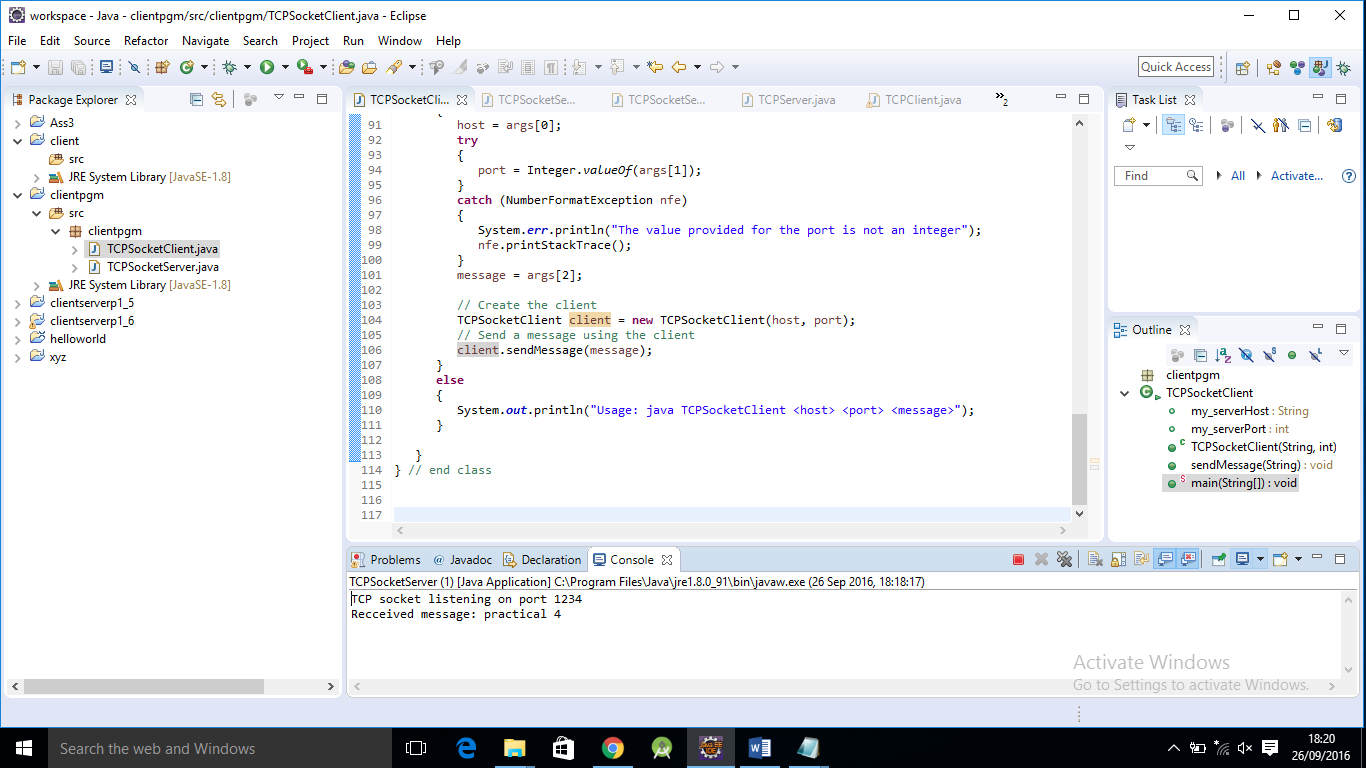 workspace - Java - clientpgm/src/clientpgm/TCPSocketClient.java - Eclipse
File Edit Source Refactor Navigate Search Project Run Window Help
Quick Access
Package Explorer
Ass3
client
src
JRE System Library [JavaSE-1.8]
clientpgm
src
clientpgm
TCPSocketClient.java
TCPSocketServer.java
JRE System Library [JavaSE-1.8]
clientserverp1_5
clientserverp1_6
helloworld
xyz
TCPSocketCli... TCPSocketSe... TCPSocketSe... TCPServer.java TCPClient.java »2
91 host = args[0];
92 try
93 {
94 port = Integer.valueOf(args[1]);
95 }
96 catch (NumberFormatException nfe)
97 {
98 System.err.println("The value provided for the port is not an integer");
99 nfe.printStackTrace();
100 }
101 message = args[2];
102
103 // Create the client
104 TCPSocketClient client = new TCPSocketClient(host, port);
105 // Send a message using the client
106 client.sendMessage(message);
107 }
108 else
109 {
110 System.out.println("Usage: java TCPSocketClient <host> <port> <message>");
111 }
112
113 }
114 } // end class
115
116
117
Task List
Find All Activate...
Outline
clientpgm
TCPSocketClient
my_serverHost : String
my_serverPort : int
TCPSocketClient(String, int)
sendMessage(String) : void
main(String[]) : void
Problems @ Javadoc Declaration Console
TCPSocketServer (1) [Java Application] C:\Program Files\Java\jre1.8.0_91\bin\javaw.exe (26 Sep 2016, 18:18:17)
TCP socket listening on port 1234
Recceived message: practical 4
Activate Windows
Go to Settings to activate Windows.
Search the web and Windows
18:20
26/09/2016